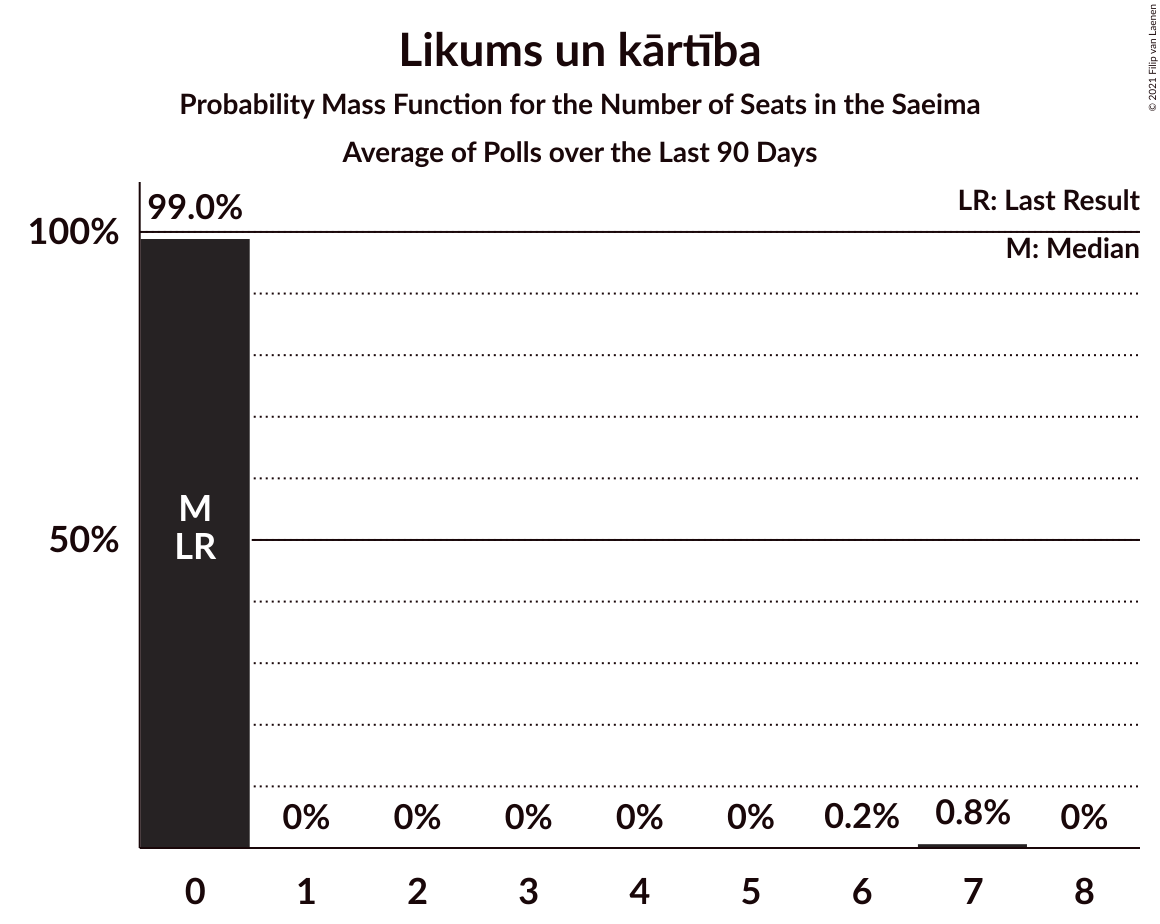 Likums un kārtība
Probability Mass Function for the Number of Seats in the Saeima
Average of Polls over the Last 90 Days
© 2021 Filip van Laenen
LR: Last Result
M: Median
99.0%
100%
50%
M
LR
0% 0% 0% 0% 0% 0.2% 0.8% 0%
0 1 2 3 4 5 6 7 8